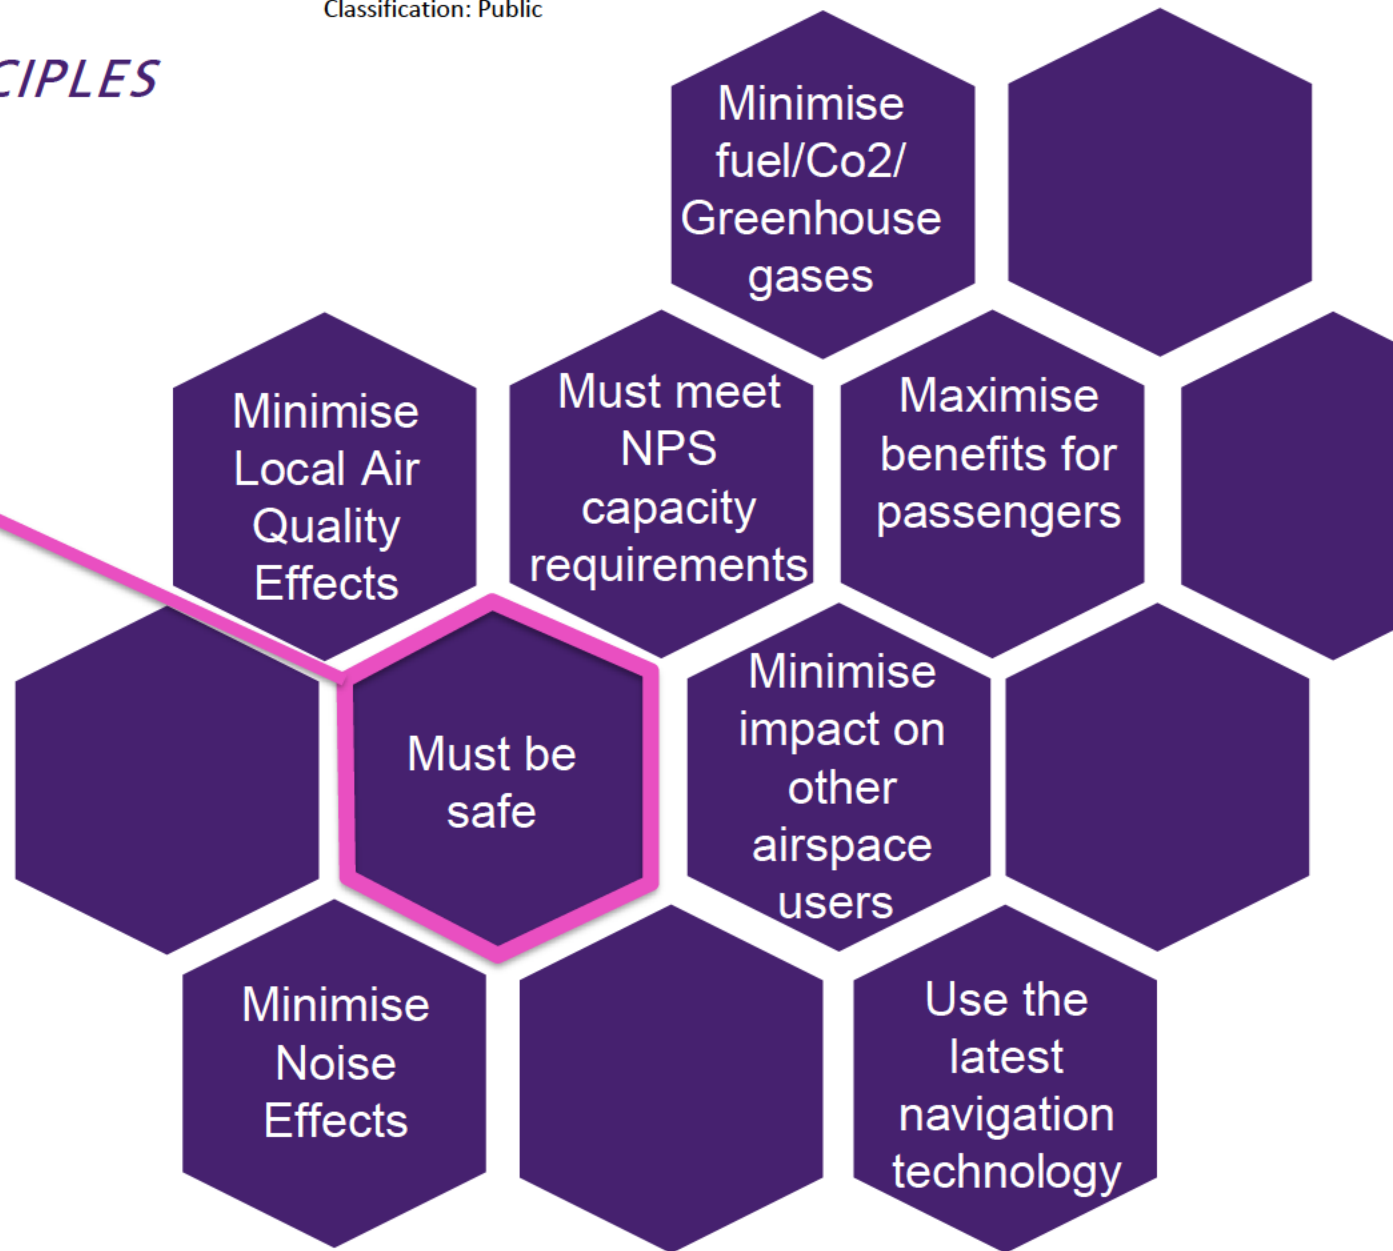 Classification: Public
CIPLES
Minimise
fuel/Co2/
Greenhouse
gases
Minimise
Local Air
Quality
Effects
Must meet
NPS
capacity
requirements
Maximise
benefits for
passengers
Must be
safe
Minimise
impact on
other
airspace
users
Minimise
Noise
Effects
Use the
latest
navigation
technology